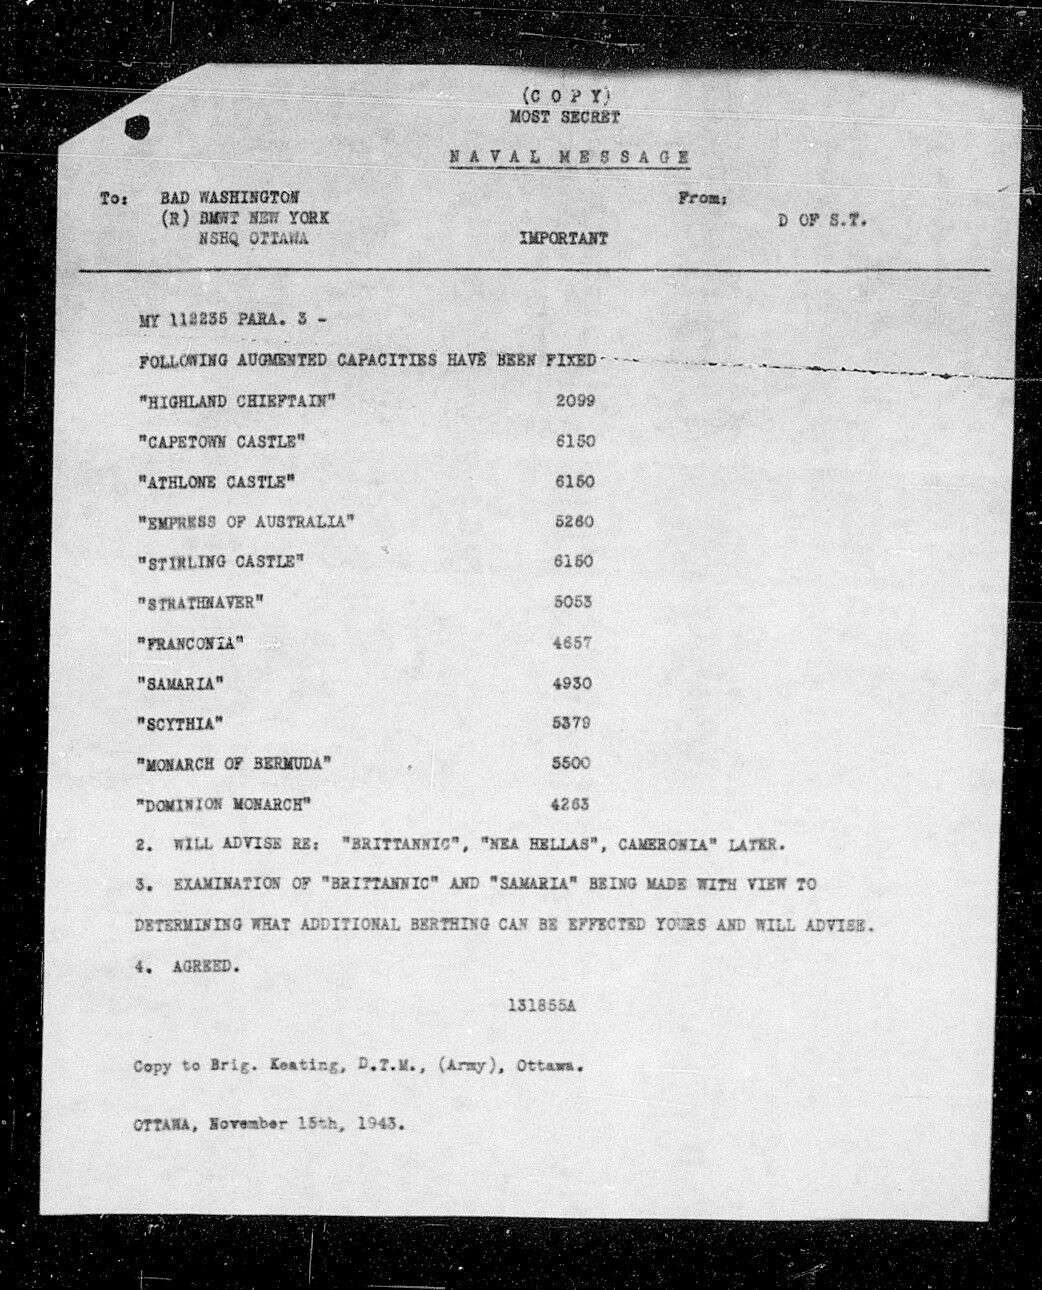 (C O P Y)
MOST SECRET
N A V A L M E S S A G E
To: BAD WASHINGTON From:
(R) BMWT NEW YORK D OF S.T.
NSHQ OTTAWA IMPORTANT
MY 112235 PARA. 3 -
FOLLOWING AUGMENTED CAPACITIES HAVE BEEN FIXED
"HIGHLAND CHIEFTAIN" 2099
"CAPETOWN CASTLE" 6150
"ATHLONE CASTLE" 6150
"EMPRESS OF AUSTRALIA" 5260
"STIRLING CASTLE" 6150
"STRATHNAVER" 5053
"FRANCONIA" 4657
"SAMARIA" 4930
"SCYTHIA" 5379
"MONARCH OF BERMUDA" 5500
"DOMINION MONARCH" 4263
2. WILL ADVISE RE: "BRITTANNIC", "NEA HELLAS", CAMERONIA" LATER.
3. EXAMINATION OF "BRITTANNIC" AND "SAMARIA" BEING MADE WITH VIEW TO
DETERMINING WHAT ADDITIONAL BERTHING CAN BE EFFECTED YOURS AND WILL ADVISE.
4. AGREED.
131855A
Copy to Brig. Keating, D.T.M., (Army), Ottawa.
OTTAWA, November 15th, 1943.